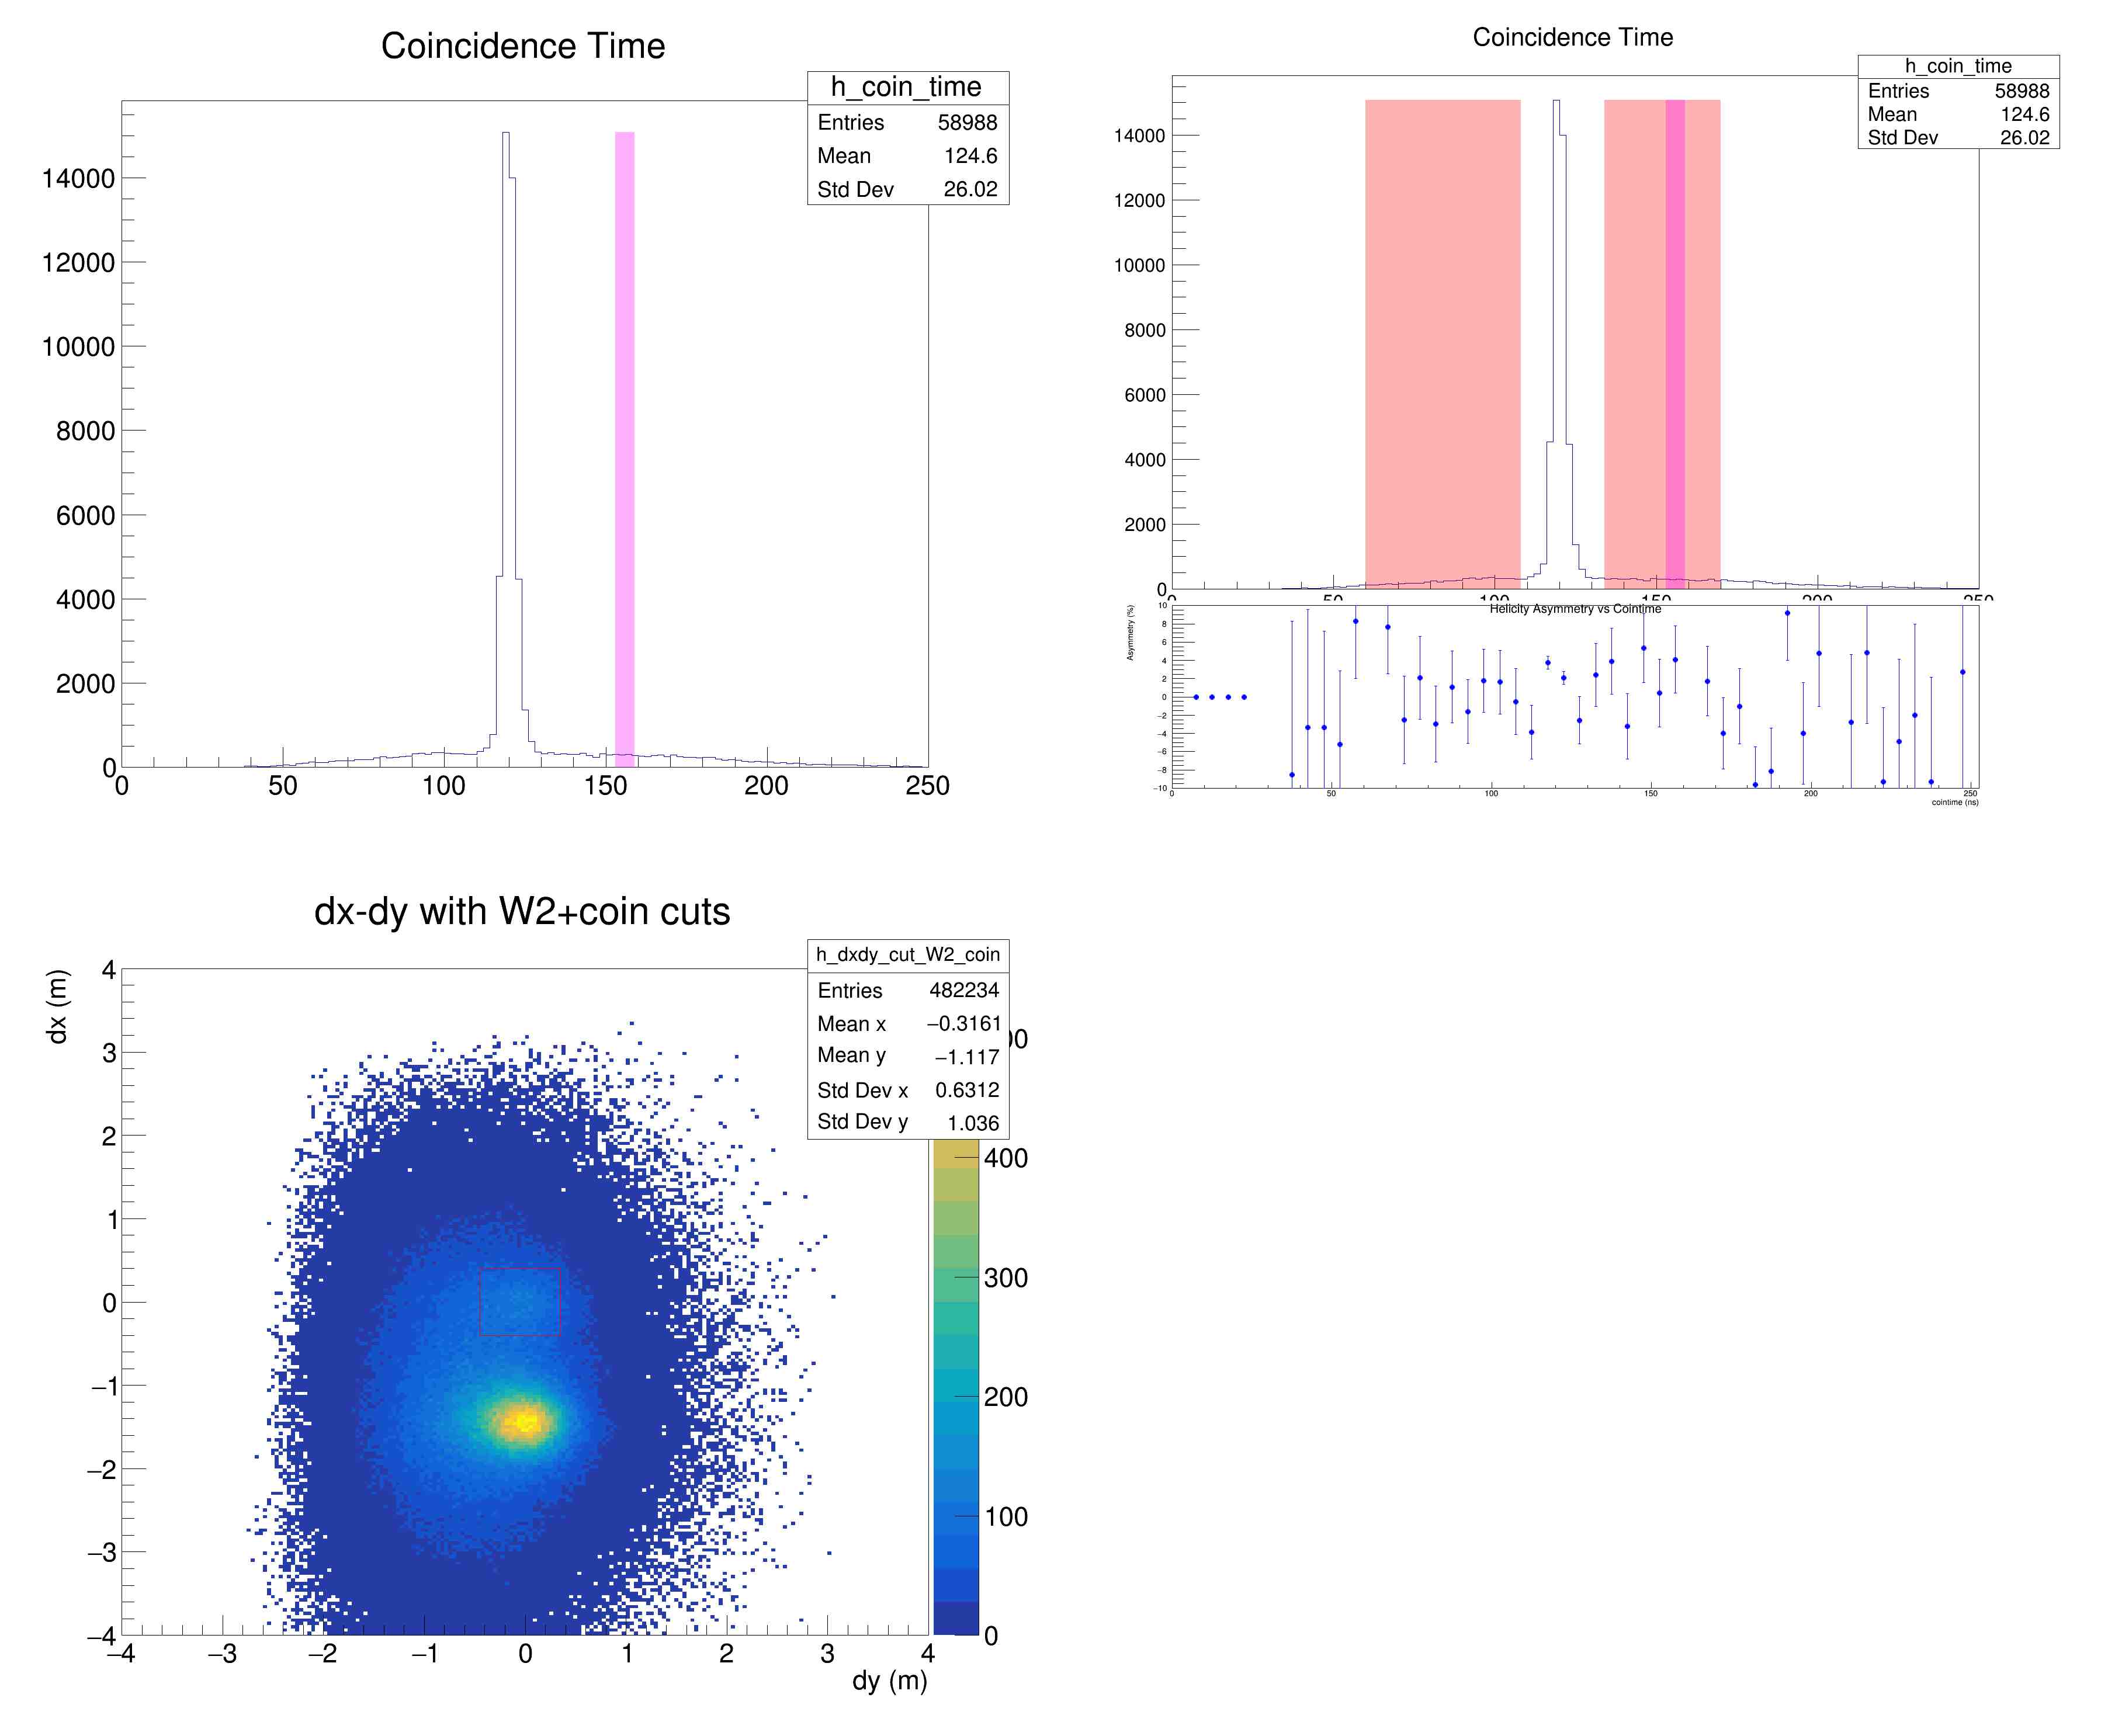 Coincidence Time
h_coin_time
Entries 58988
Mean 124.6
Std Dev 26.02
14000
12000
10000
8000
6000
4000
2000
0
0 50 100 150 200 250
Coincidence Time
h_coin_time
Entries 58988
Mean 124.6
Std Dev 26.02
14000
12000
10000
8000
6000
4000
2000
0
0 50 100 150 200 250
Helicity Asymmetry vs Cointime
Asymmetry (%)
10
8
6
4
2
0
−2
−4
−6
−8
−10
0 50 100 150 200 250
cointime (ns)
dx-dy with W2+coin cuts
h_dxdy_cut_W2_coin
Entries 482234
Mean x −0.3161
Mean y −1.117
Std Dev x 0.6312
Std Dev y 1.036
dx (m)
4
3
2
1
0
−1
−2
−3
−4
−4 −3 −2 −1 0 1 2 3 4
dy (m)
400
300
200
100
0